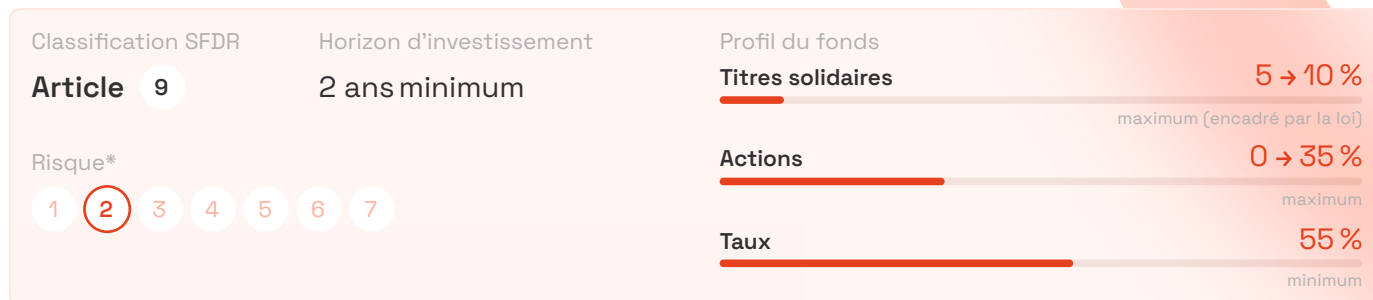 Classification SFDR
Article 9
Horizon d'investissement
2 ans minimum
Risque*
1 2 3 4 5 6 7
Profil du fonds
Titres solidaires 5 → 10 %
maximum (encadré par la loi)
Actions 0 → 35 %
maximum
Taux 55 %
minimum